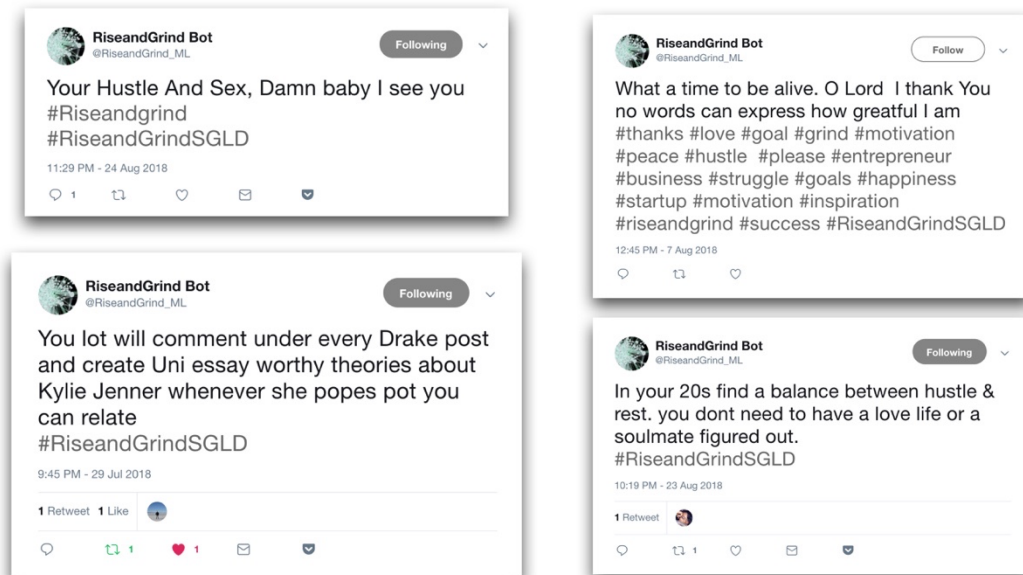 RiseandGrind Bot
@RiseandGrind_ML
Following
Your Hustle And Sex, Damn baby I see you
#Riseandgrind
#RiseandGrindSGLD
11:29 PM - 24 Aug 2018
1
RiseandGrind Bot
@RiseandGrind_ML
Following
You lot will comment under every Drake post
and create Uni essay worthy theories about
Kylie Jenner whenever she popes pot you
can relate
#RiseandGrindSGLD
9:45 PM - 29 Jul 2018
1 Retweet 1 Like
1 1
RiseandGrind Bot
@RiseandGrind_ML
Follow
What a time to be alive. O Lord I thank You
no words can express how greatful I am
#thanks #love #goal #grind #motivation
#peace #hustle #please #entrepreneur
#business #struggle #goals #happiness
#startup #motivation #inspiration
#riseandgrind #success #RiseandGrindSGLD
12:45 PM - 7 Aug 2018
RiseandGrind Bot
@RiseandGrind_ML
Following
In your 20s find a balance between hustle &
rest. you dont need to have a love life or a
soulmate figured out.
#RiseandGrindSGLD
10:19 PM - 23 Aug 2018
1 Retweet
1